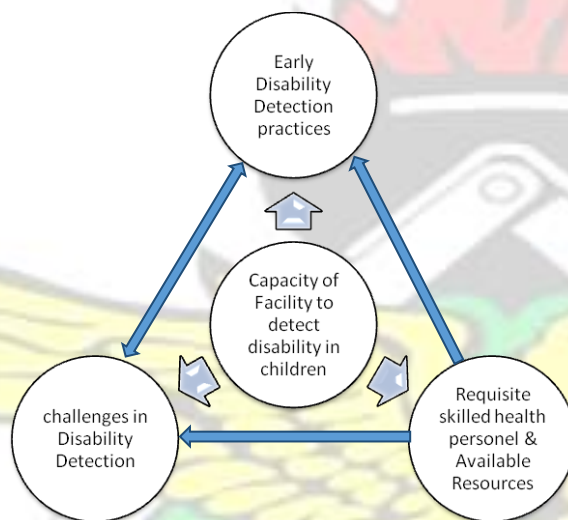 Early
Disability
Detection
practices
Capacity of
Facility to
detect
disability in
children
challenges in
Disability
Detection
Requisite
skilled health
personel &
Available
Resources